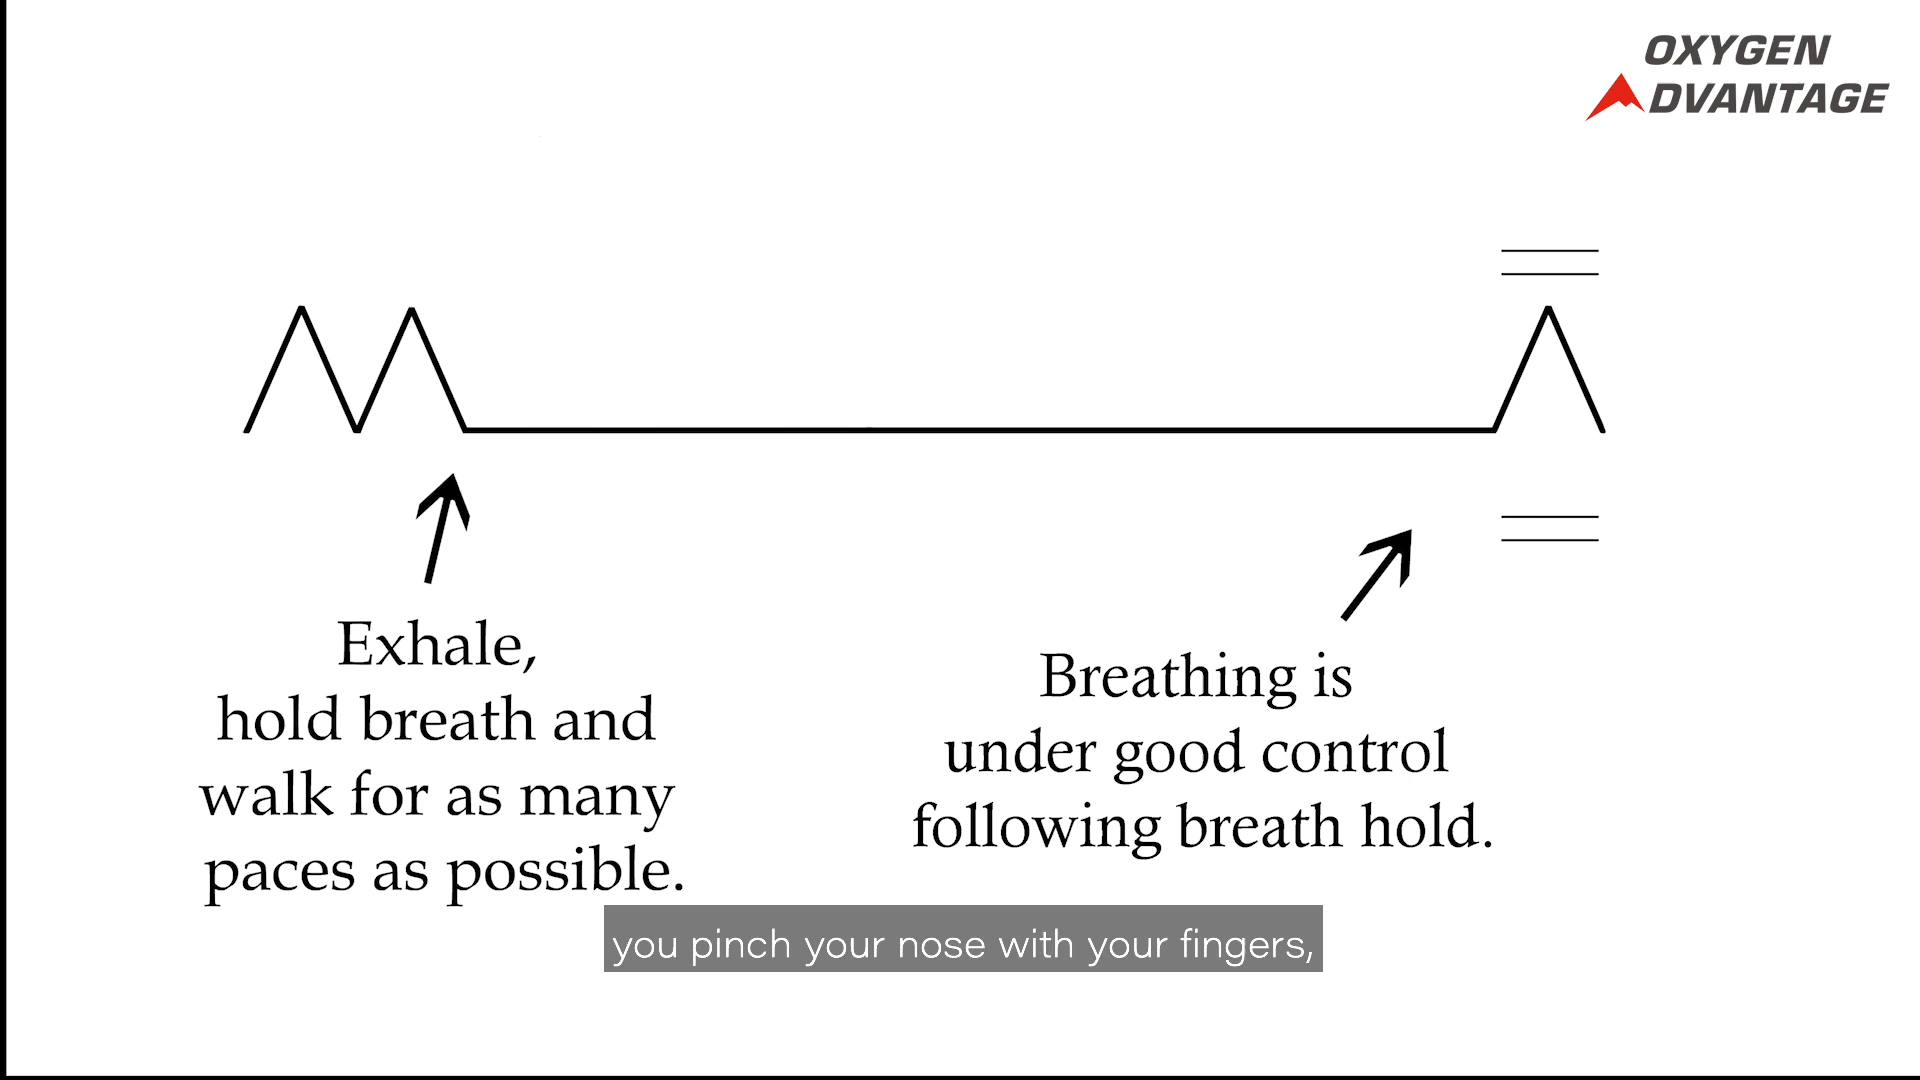 OXYGEN
ADVANTAGE
Exhale,
hold breath and
walk for as many
paces as possible.
Breathing is
under good control
following breath hold.
you pinch your nose with your fingers,